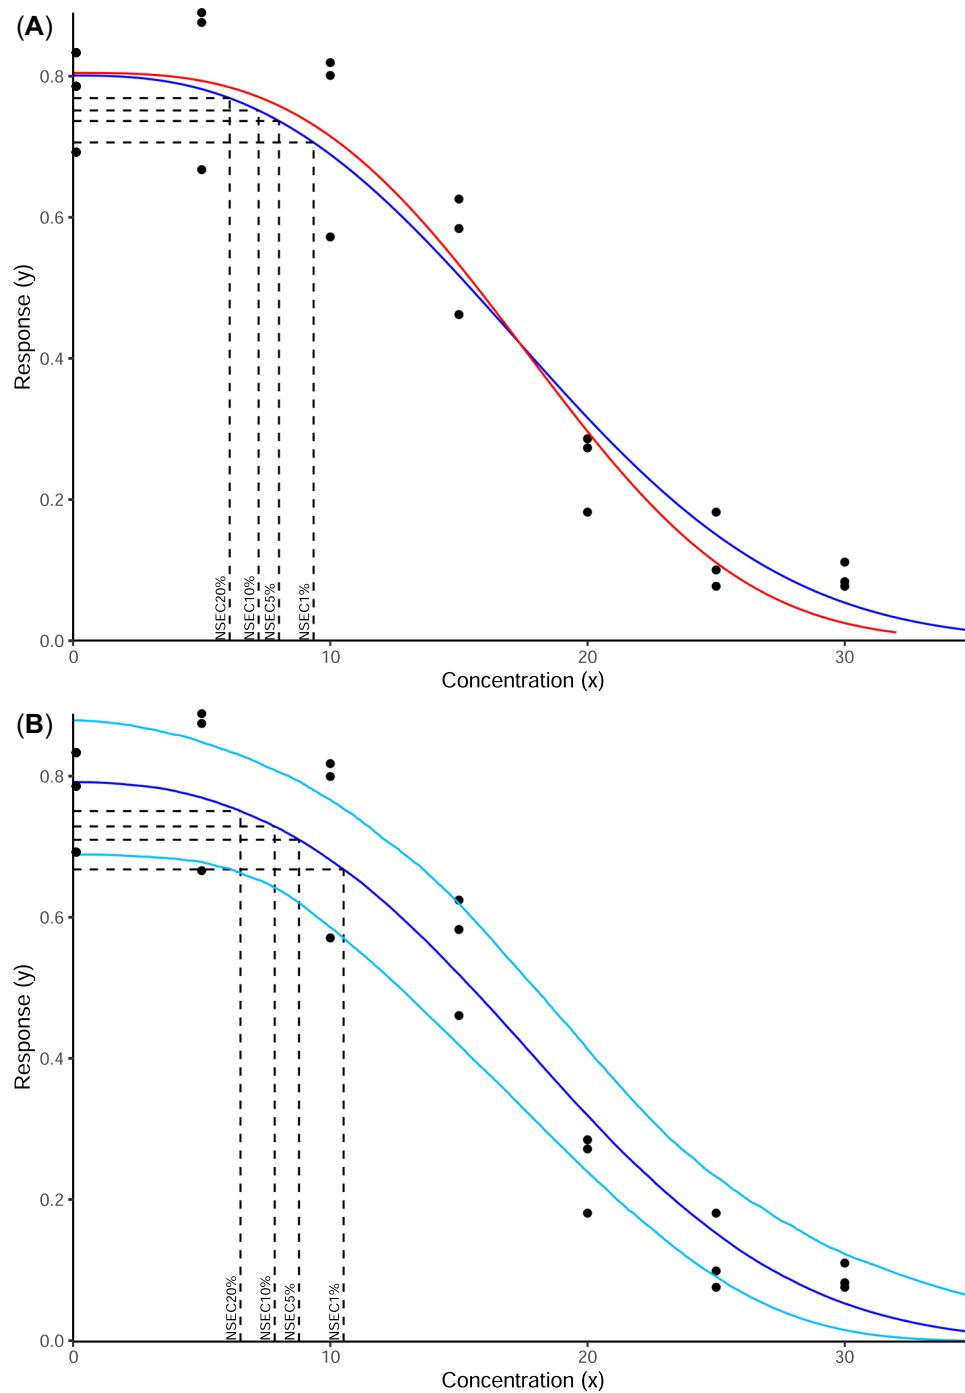 (A)
0.8
0.6
0.4
0.2
0.0
Response (y)
NSEC20%
NSEC10%
NSEC5%
NSEC1%
0
10
20
30
Concentration (x)
(B)
0.8
0.6
0.4
0.2
0.0
Response (y)
NSEC20%
NSEC10%
NSEC5%
NSEC1%
0
10
20
30
Concentration (x)